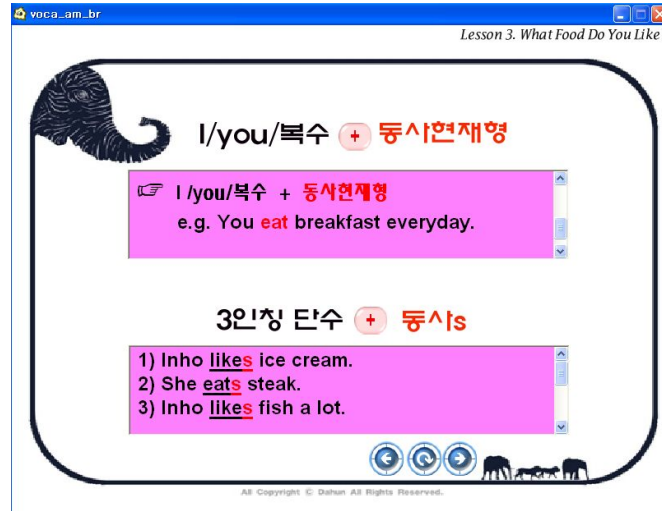 voca_am_br
Lesson 3. What Food Do You Like
I/you/복수 + 동사현재형
☞ I /you/복수 + 동사현재형
e.g. You eat breakfast everyday.
3인칭 단수 + 동사s
1) Inho likes ice cream.
2) She eats steak.
3) Inho likes fish a lot.
All Copyright © Dahun All Rights Reserved.